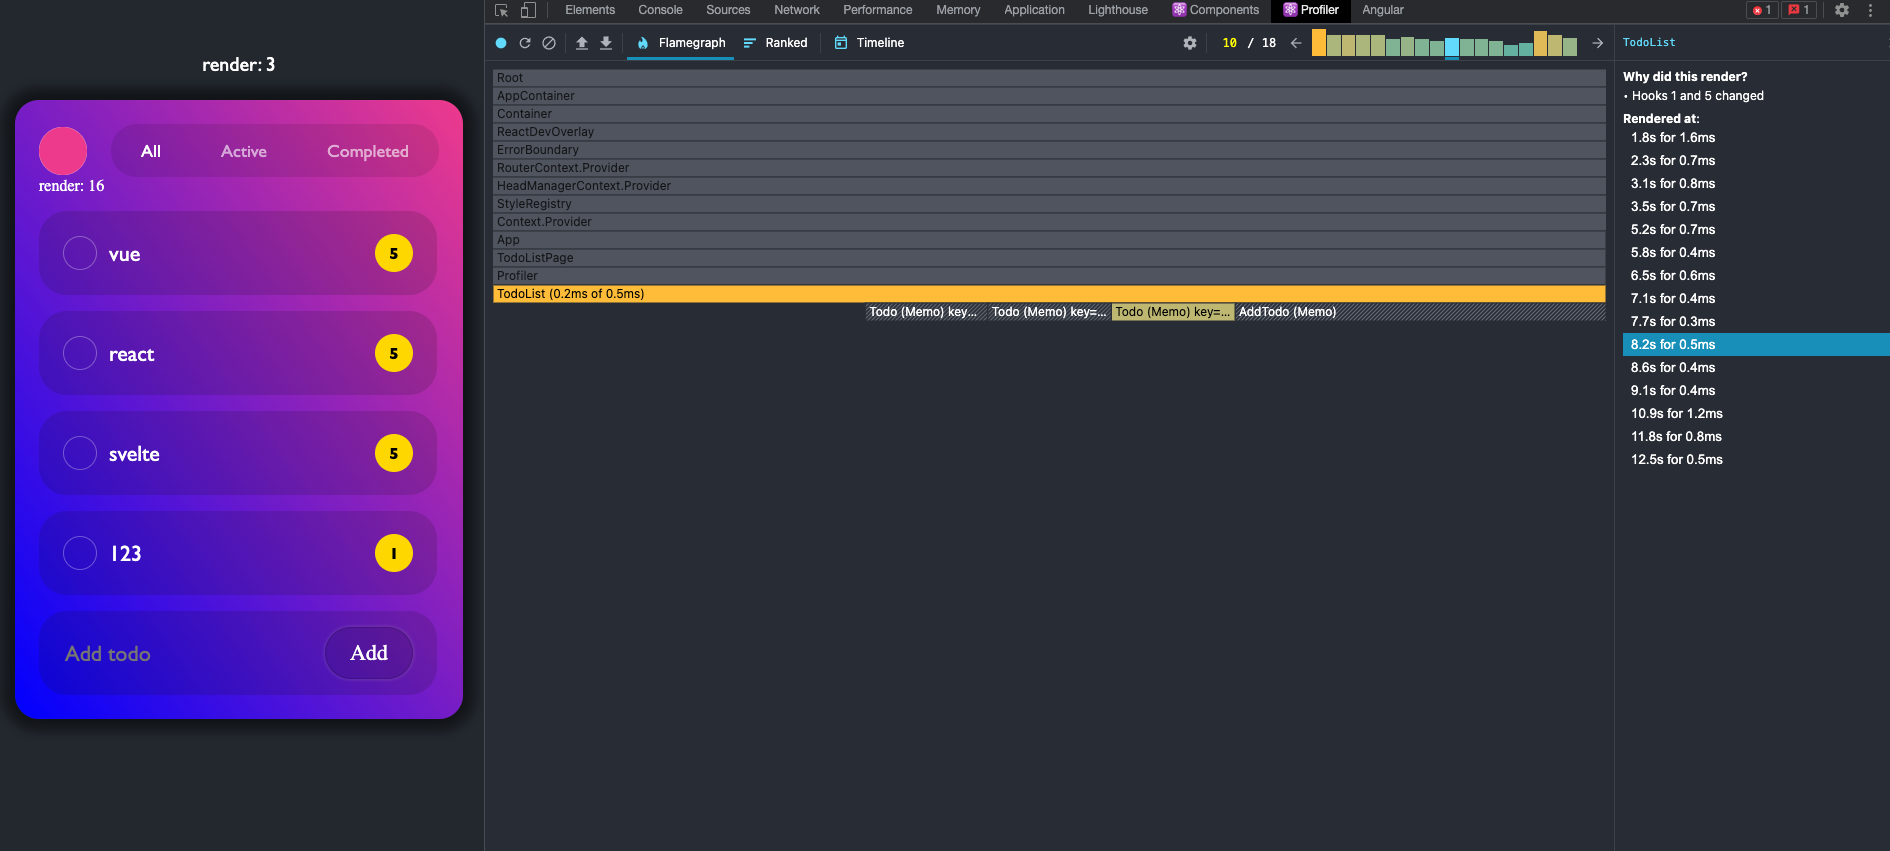 render: 3
All Active Completed
render: 16
vue 5
react 5
svelte 5
123 1
Add todo Add
Elements Console Sources Network Performance Memory Application Lighthouse Components Profiler Angular 1 1
Flamegraph Ranked Timeline 10 / 18
Root
AppContainer
Container
ReactDevOverlay
ErrorBoundary
RouterContext.Provider
HeadManagerContext.Provider
StyleRegistry
Context.Provider
App
TodoListPage
Profiler
TodoList (0.2ms of 0.5ms)
Todo (Memo) key... Todo (Memo) key=... Todo (Memo) key=... AddTodo (Memo)
TodoList
Why did this render?
• Hooks 1 and 5 changed
Rendered at:
1.8s for 1.6ms
2.3s for 0.7ms
3.1s for 0.8ms
3.5s for 0.7ms
5.2s for 0.7ms
5.8s for 0.4ms
6.5s for 0.6ms
7.1s for 0.4ms
7.7s for 0.3ms
8.2s for 0.5ms
8.6s for 0.4ms
9.1s for 0.4ms
10.9s for 1.2ms
11.8s for 0.8ms
12.5s for 0.5ms